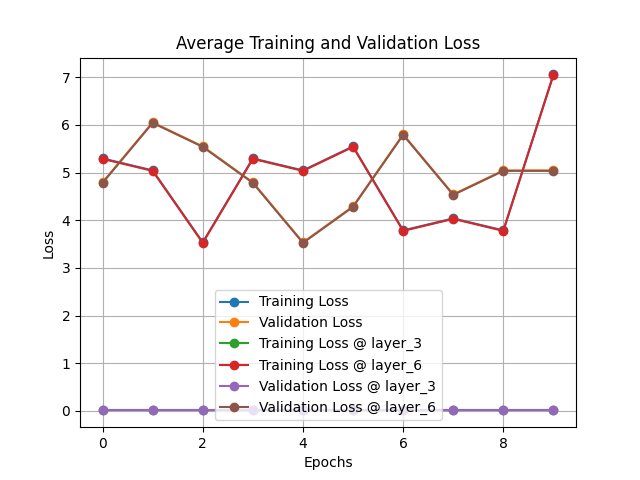 Average Training and Validation Loss
Loss
7
6
5
4
3
2
1
0
Training Loss
Validation Loss
Training Loss @ layer_3
Training Loss @ layer_6
Validation Loss @ layer_3
Validation Loss @ layer_6
0 2 4 6 8
Epochs